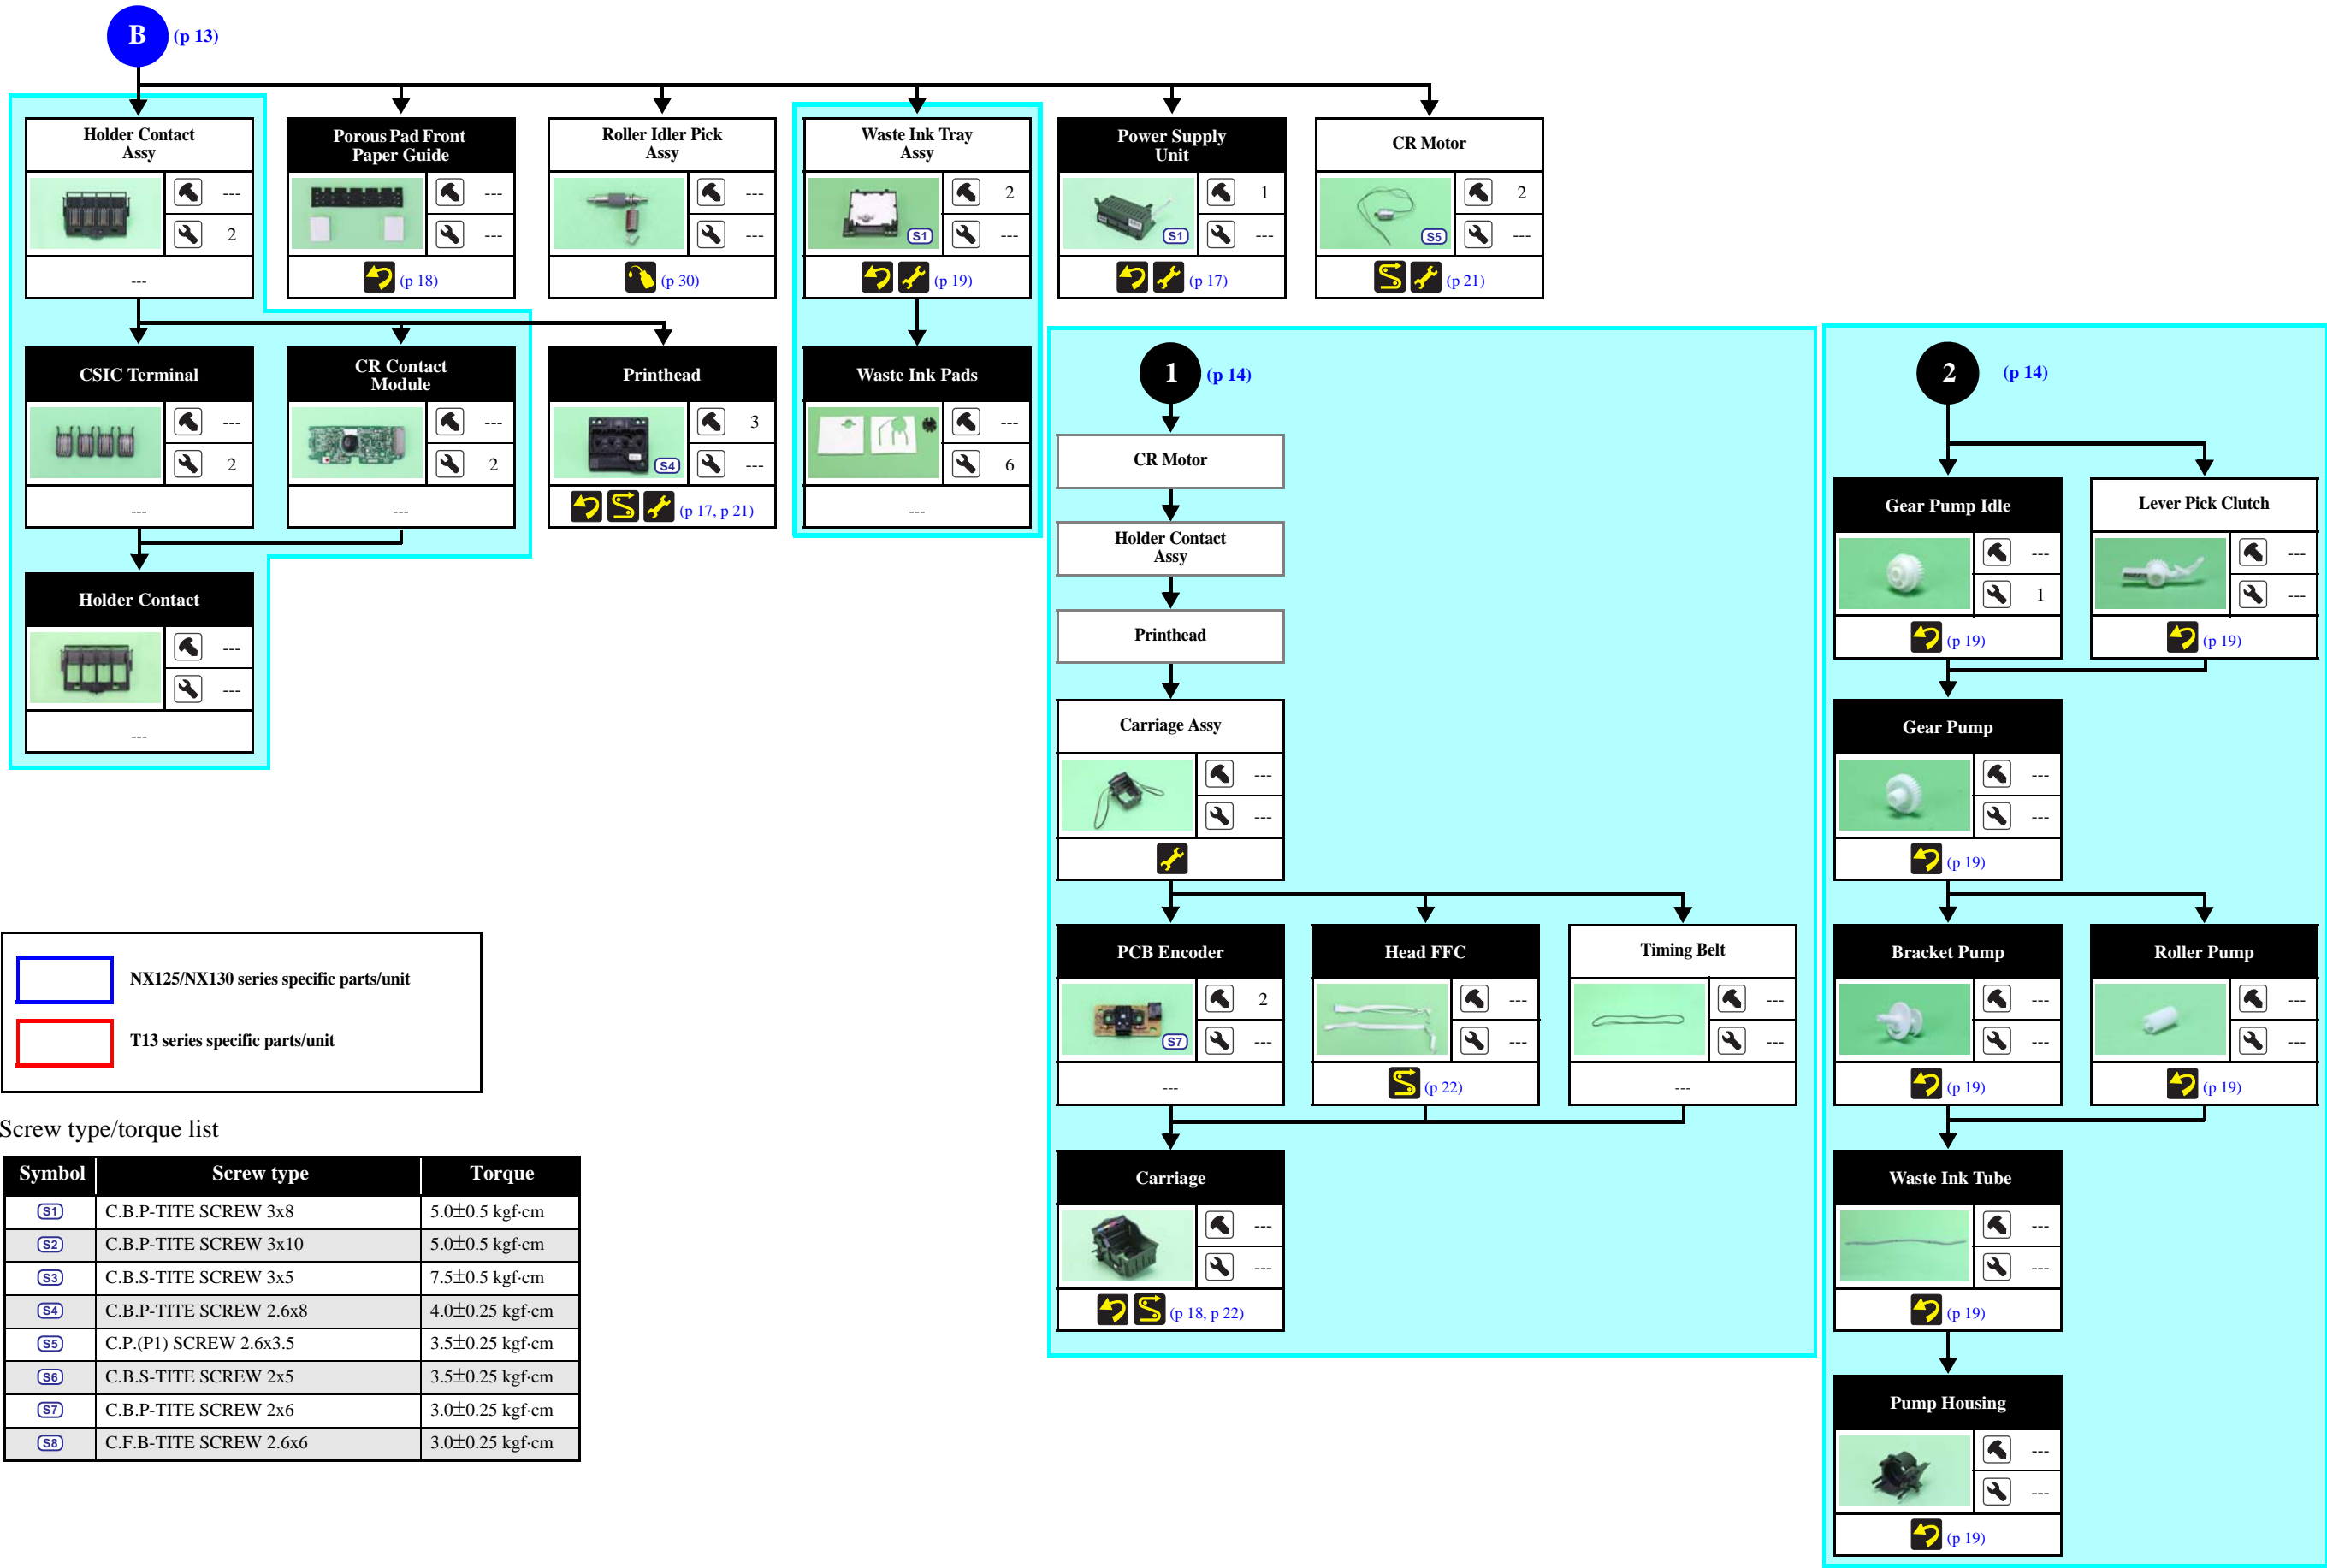 B (p 13)
Holder Contact
Assy
---
2
---
Porous Pad Front
Paper Guide
---
---
(p 18)
Roller Idler Pick
Assy
---
---
(p 30)
Waste Ink Tray
Assy
S1
2
---
(p 19)
Power Supply
Unit
S1
1
---
(p 17)
CR Motor
S5
2
---
(p 21)
CSIC Terminal
---
2
---
CR Contact
Module
---
2
---
Printhead
S4
3
---
(p 17, p 21)
Waste Ink Pads
---
6
---
Holder Contact
---
---
---
1 (p 14)
CR Motor
Holder Contact
Assy
Printhead
Carriage Assy
---
---
PCB Encoder
S7
2
---
---
Head FFC
---
---
(p 22)
Timing Belt
---
---
---
Carriage
---
---
(p 18, p 22)
2 (p 14)
Gear Pump Idle
---
1
(p 19)
Lever Pick Clutch
---
---
(p 19)
Gear Pump
---
---
(p 19)
Bracket Pump
---
---
(p 19)
Roller Pump
---
---
(p 19)
Waste Ink Tube
---
---
(p 19)
Pump Housing
---
---
(p 19)
NX125/NX130 series specific parts/unit
T13 series specific parts/unit
Screw type/torque list
Symbol Screw type Torque
S1 C.B.P-TITE SCREW 3x8 5.0±0.5 kgf·cm
S2 C.B.P-TITE SCREW 3x10 5.0±0.5 kgf·cm
S3 C.B.S-TITE SCREW 3x5 7.5±0.5 kgf·cm
S4 C.B.P-TITE SCREW 2.6x8 4.0±0.25 kgf·cm
S5 C.P.(P1) SCREW 2.6x3.5 3.5±0.25 kgf·cm
S6 C.B.S-TITE SCREW 2x5 3.5±0.25 kgf·cm
S7 C.B.P-TITE SCREW 2x6 3.0±0.25 kgf·cm
S8 C.F.B-TITE SCREW 2.6x6 3.0±0.25 kgf·cm